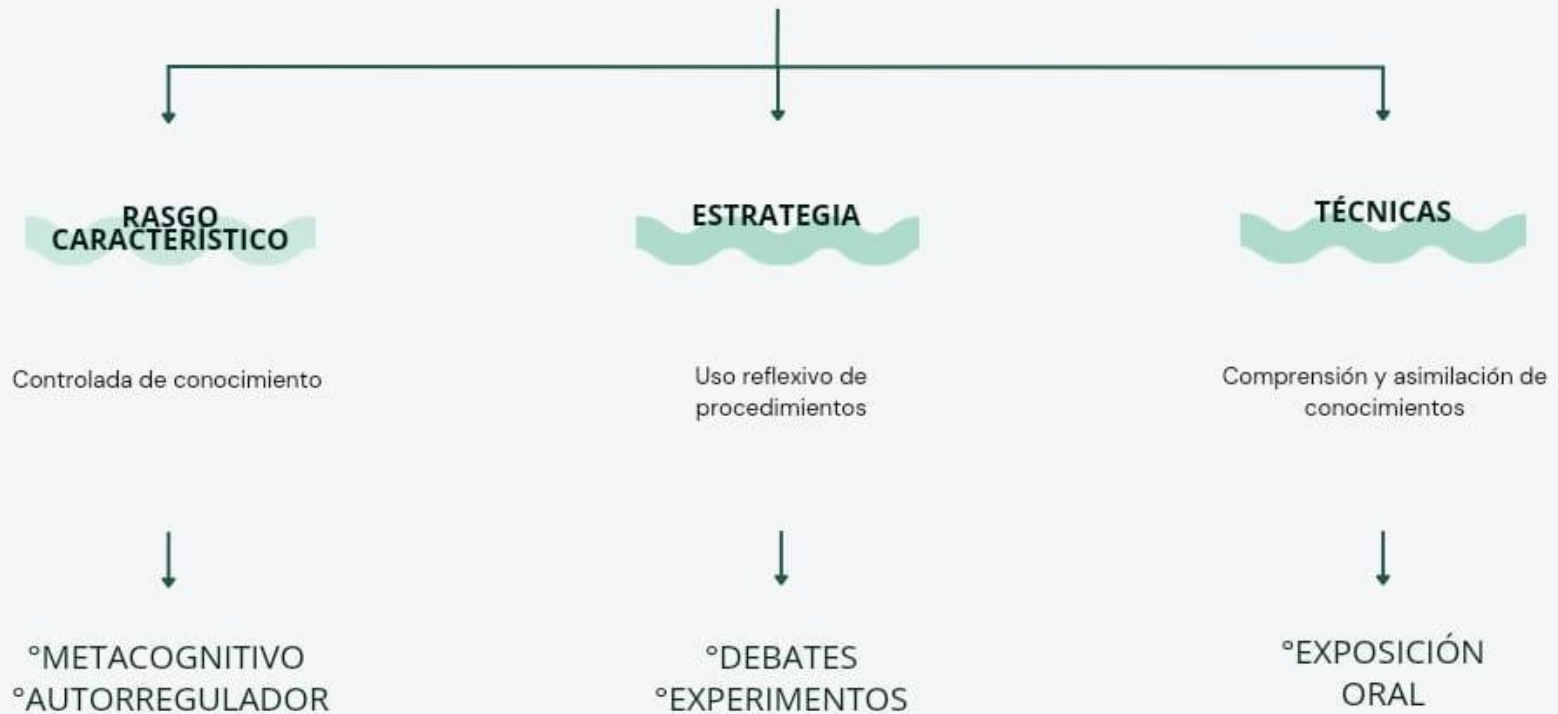 RASGO
CARACTERÍSTICO
Controlada de conocimiento
°METACOGNITIVO
°AUTORREGULADOR
ESTRATEGIA
Uso reflexivo de
procedimientos
°DEBATES
°EXPERIMENTOS
TÉCNICAS
Comprensión y asimilación de
conocimientos
°EXPOSICIÓN
ORAL